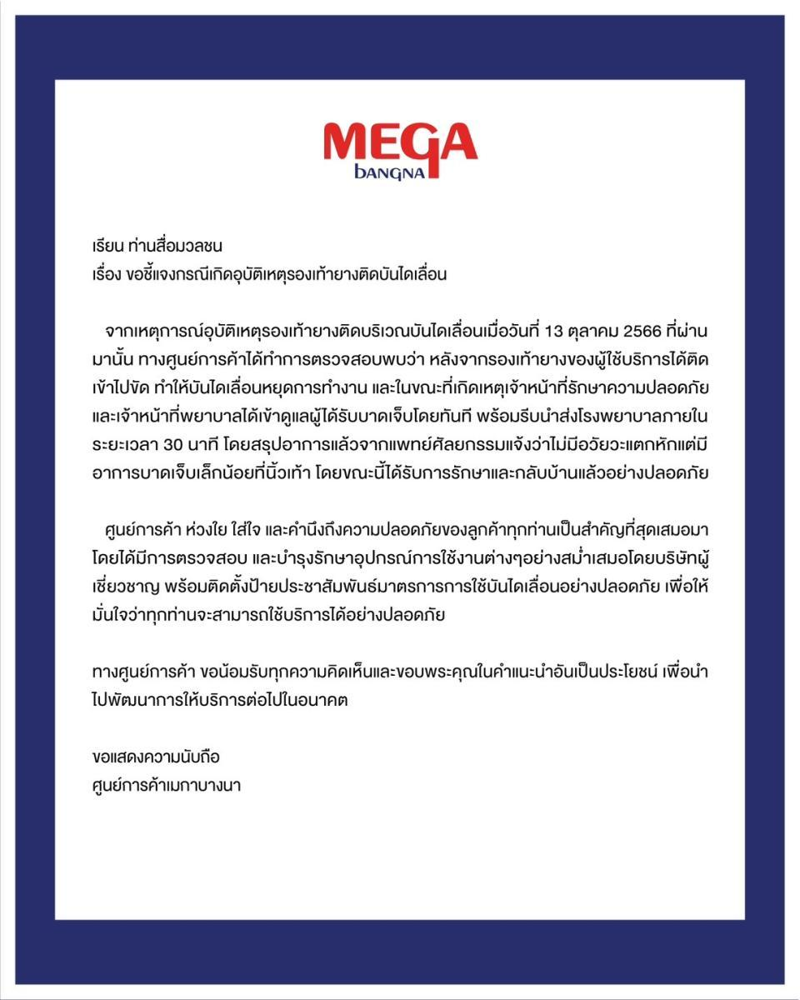 MEGA
bANGNA
เรียน ท่านสื่อมวลชน
เรื่อง ขอชี้แจงกรณีเกิดอุบัติเหตุรองเท้ายางติดบันไดเลื่อน
จากเหตุการณ์อุบัติเหตุรองเท้ายางติดบริเวณบันไดเลื่อนเมื่อวันที่ 13 ตุลาคม 2566 ที่ผ่าน
มานั้น ทางศูนย์การค้าได้ทำการตรวจสอบพบว่า หลังจากรองเท้ายางของผู้ใช้บริการได้ติด
เข้าไปขัด ทำให้บันไดเลื่อนหยุดการทำงาน และในขณะที่เกิดเหตุเจ้าหน้าที่รักษาความปลอดภัย
และเจ้าหน้าที่พยาบาลได้เข้าดูแลผู้ได้รับบาดเจ็บโดยทันที พร้อมรีบนำส่งโรงพยาบาลภายใน
ระยะเวลา 30 นาที โดยสรุปอาการแล้วจากแพทย์ศัลยกรรมแจ้งว่าไม่มีอวัยวะแตกหักแต่มี
อาการบาดเจ็บเล็กน้อยที่นิ้วเท้า โดยขณะนี้ได้รับการรักษาและกลับบ้านแล้วอย่างปลอดภัย
ศูนย์การค้า ห่วงใย ใส่ใจ และคำนึงถึงความปลอดภัยของลูกค้าทุกท่านเป็นสำคัญที่สุดเสมอมา
โดยได้มีการตรวจสอบ และบำรุงรักษาอุปกรณ์การใช้งานต่างๆอย่างสม่ำเสมอโดยบริษัทผู้
เชี่ยวชาญ พร้อมติดตั้งป้ายประชาสัมพันธ์มาตรการการใช้บันไดเลื่อนอย่างปลอดภัย เพื่อให้
มั่นใจว่าทุกท่านจะสามารถใช้บริการได้อย่างปลอดภัย
ทางศูนย์การค้า ขอน้อมรับทุกความคิดเห็นและขอบพระคุณในคำแนะนำอันเป็นประโยชน์ เพื่อนำ
ไปพัฒนาการให้บริการต่อไปในอนาคต
ขอแสดงความนับถือ
ศูนย์การค้าเมกาบางนา